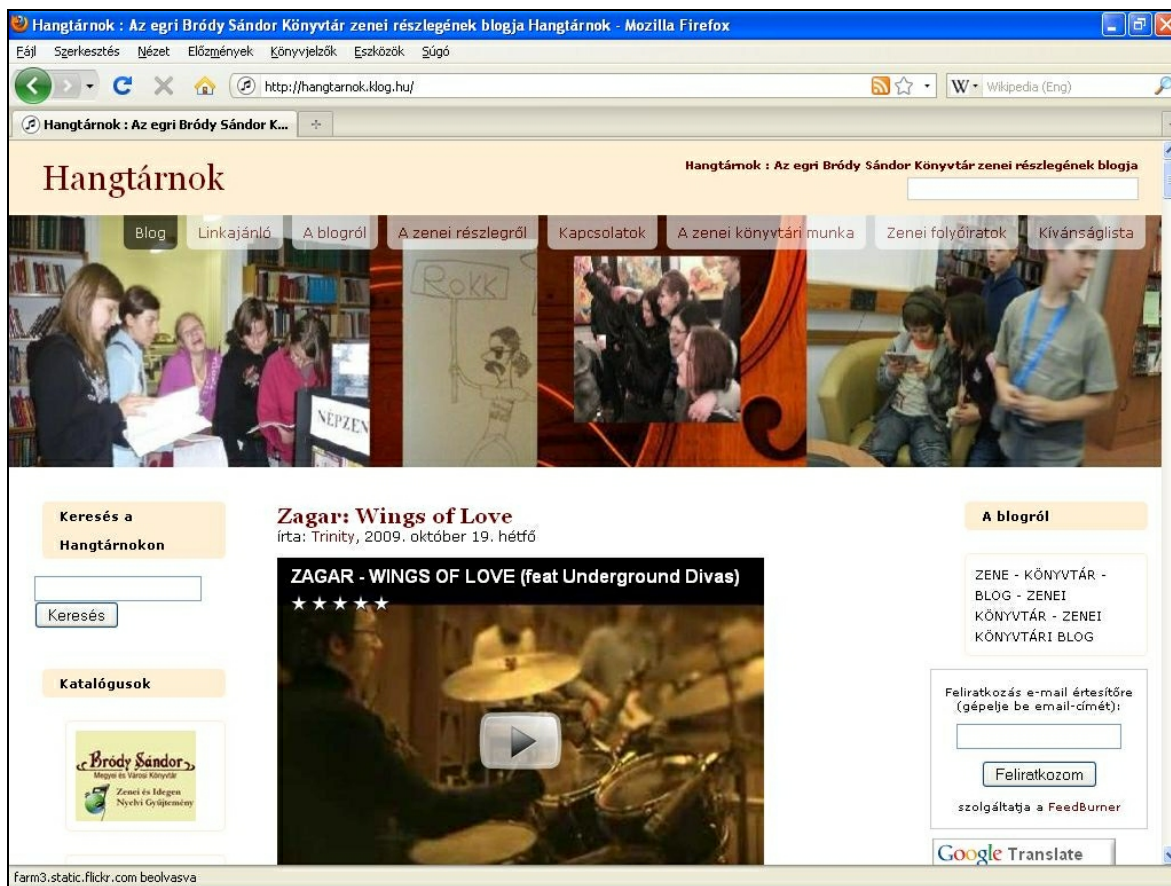 Hangtárnok : Az egri Bródy Sándor Könyvtár zenei részlegének blogja Hangtárnok - Mozilla Firefox
Fájl Szerkesztés Nézet Előzmények Könyvjelzők Eszközök Súgó
http://hangtarnok.klog.hu/
W Wikipedia (Eng)
Hangtárnok : Az egri Bródy Sándor K...
Hangtárnok
Hangtárnok : Az egri Bródy Sándor Könyvtár zenei részlegének blogja
Blog Linkajánló A blogról A zenei részlegről Kapcsolatok A zenei könyvtári munka Zenei folyóiratok Kívánságlista
ROKK
NÉPZEN
Keresés a
Hangtárnokon
Keresés
Katalógusok
Bródy Sándor
Megyei és Városi Könyvtár
Zenei és Idegen
Nyelvi Gyűjtemény
Zagar: Wings of Love
írta: Trinity, 2009. október 19. hétfő
ZAGAR - WINGS OF LOVE (feat Underground Divas)
A blogról
ZENE - KÖNYVTÁR -
BLOG - ZENEI
KÖNYVTÁR - ZENEI
KÖNYVTÁRI BLOG
Feliratkozás e-mail értesítőre
(gépelje be email-címét):
Feliratkozom
szolgáltatja a FeedBurner
Google Translate
farm3.static.flickr.com beolvasva